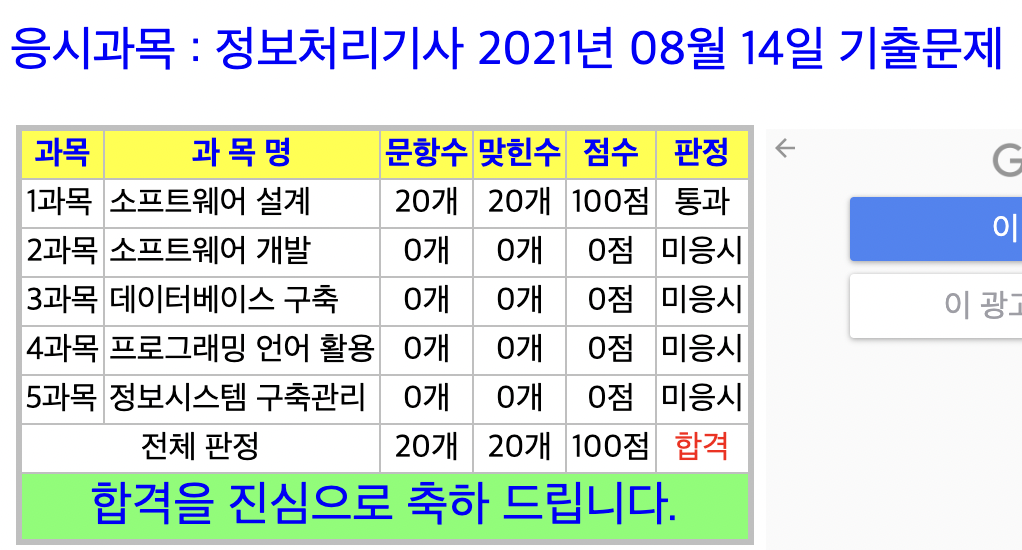 응시과목 : 정보처리기사 2021년 08월 14일 기출문제
과목 과 목 명 문항수 맞힌수 점수 판정
1과목 소프트웨어 설계 20개 20개 100점 통과
2과목 소프트웨어 개발 0개 0개 0점 미응시
3과목 데이터베이스 구축 0개 0개 0점 미응시
4과목 프로그래밍 언어 활용 0개 0개 0점 미응시
5과목 정보시스템 구축관리 0개 0개 0점 미응시
전체 판정 20개 20개 100점 합격
합격을 진심으로 축하 드립니다.
G
이
이 광고